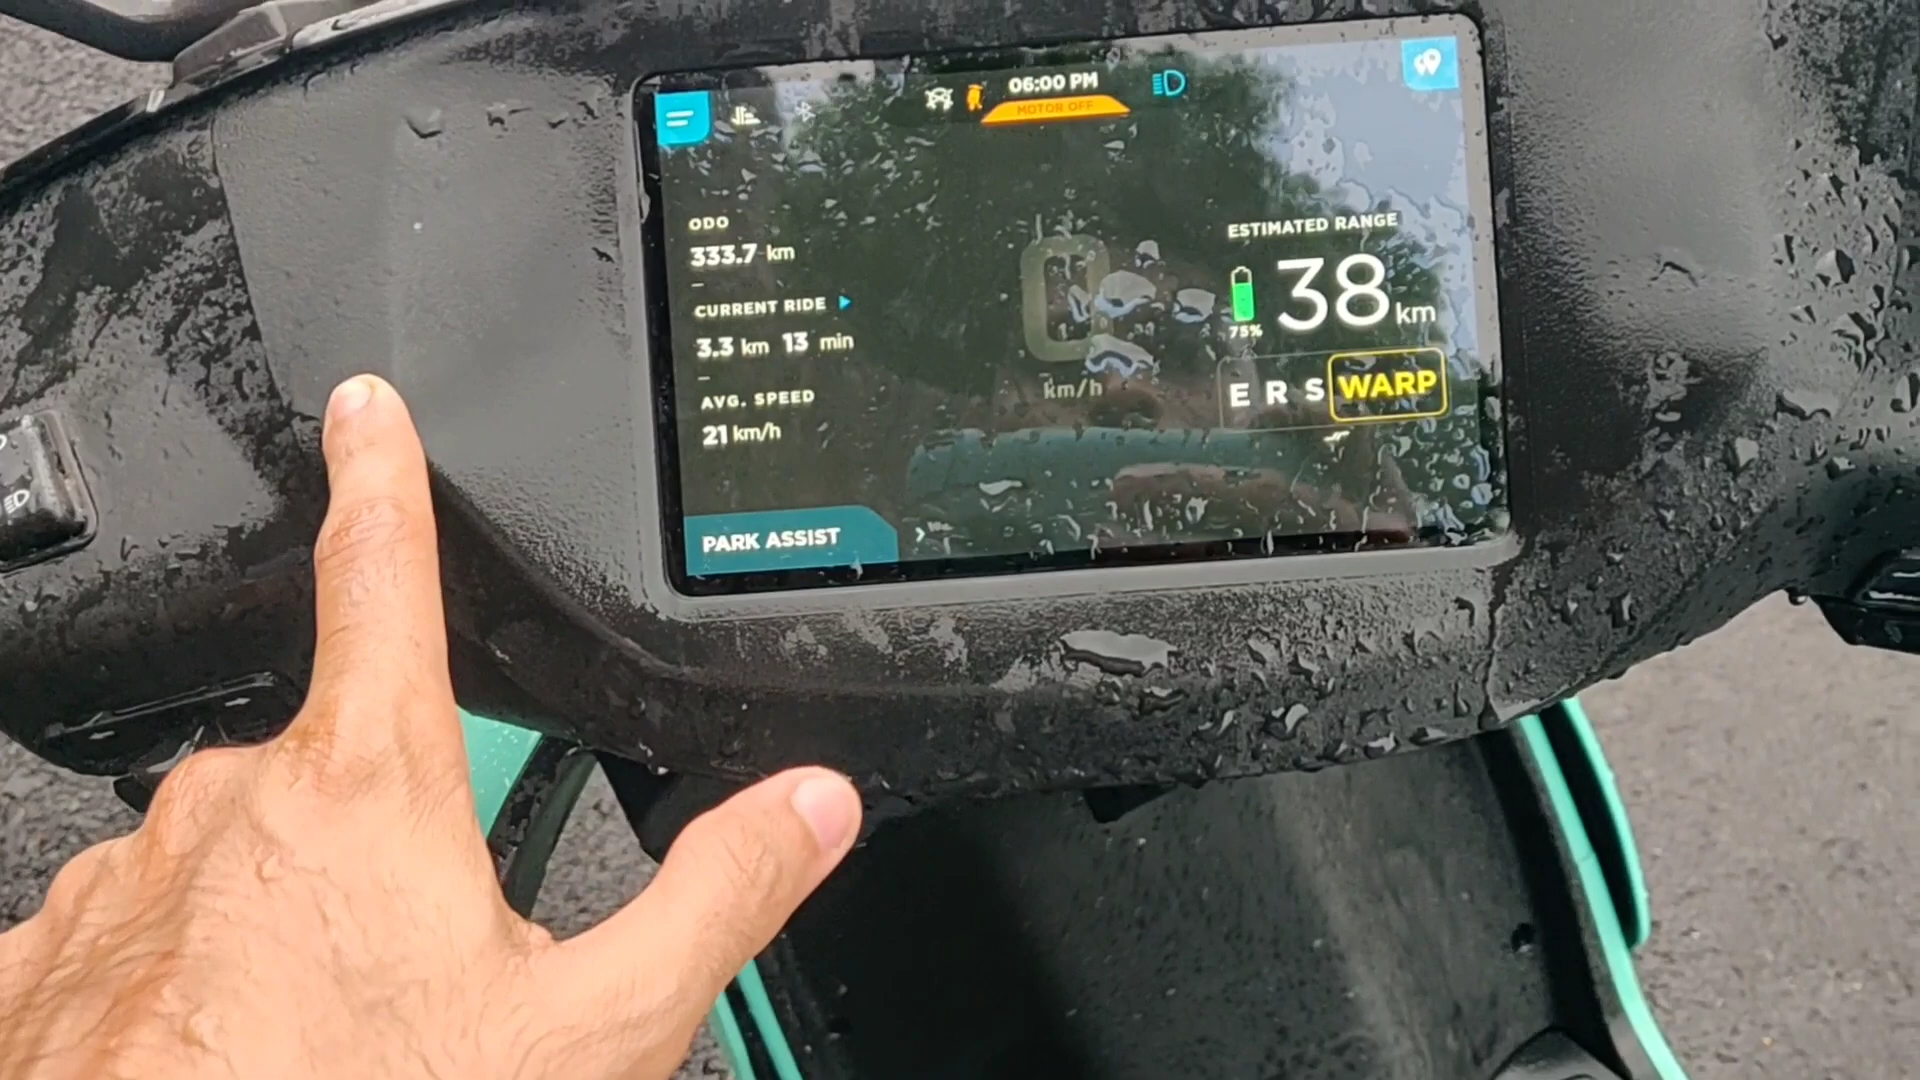 06:00 PM
MOTOR OFF
ODO
333.7 km
CURRENT RIDE
3.3 km 13 min
AVG. SPEED
21 km/h
0
km/h
ESTIMATED RANGE
38 km
75%
E R S WARP
PARK ASSIST